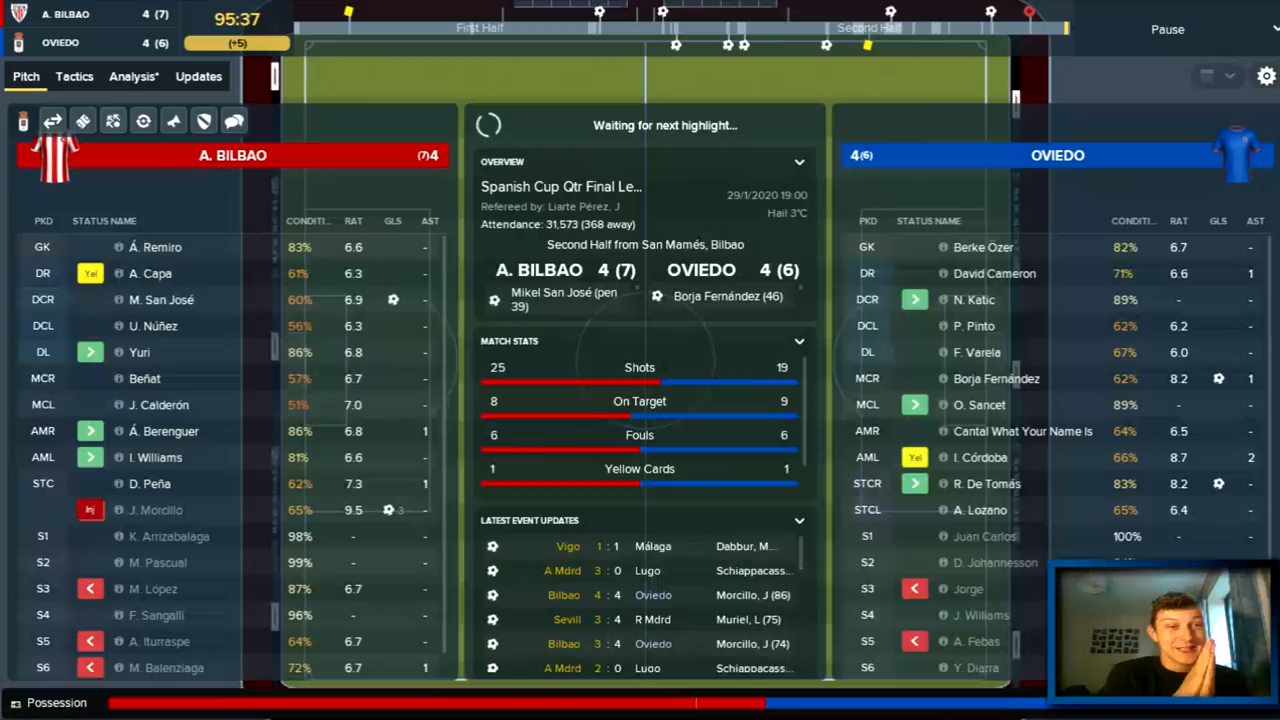 A. BILBAO 4 (7) 95:37 First Half Second Half Pause
OVIEDO 4 (6) (+5)
Pitch Tactics Analysis* Updates
Waiting for next highlight...
A. BILBAO (7)4
4(6) OVIEDO
OVERVIEW
Spanish Cup Qtr Final Le...
29/1/2020 19:00
Refereed by: Liarte Pérez, J
Hail 3°C
Attendance: 31,573 (368 away)
Second Half from San Mamés, Bilbao
A. BILBAO 4 (7) OVIEDO 4 (6)
Mikel San José (pen 
39)
Borja Fernández (46)
MATCH STATS
25 Shots 19
8 On Target 9
6 Fouls 6
1 Yellow Cards 1
LATEST EVENT UPDATES
Vigo 1 : 1 Málaga Dabbur, M...
A Mdrd 3 : 0 Lugo Schiappacass...
Bilbao 4 : 4 Oviedo Morcillo, J (86)
Sevill 3 : 4 R Mdrd Muriel, L (75)
Bilbao 3 : 4 Oviedo Morcillo, J (74)
A Mdrd 2 : 0 Lugo Schiappacass...
PKD STATUS NAME CONDITI... RAT GLS AST
GK Á. Remiro 83% 6.6 - -
DR Yel A. Capa 61% 6.3 - -
DCR M. San José 60% 6.9 -
DCL U. Núñez 56% 6.3 - -
DL Yuri 86% 6.8 - -
MCR Beñat 57% 6.7 - -
MCL J. Calderón 51% 7.0 - -
AMR Á. Berenguer 86% 6.8 - 1
AML I. Williams 81% 6.6 - -
STC D. Peña 62% 7.3 - 1
Inj J. Morcillo 65% 9.5 3 -
S1 K. Arrizabalaga 98% - - -
S2 M. Pascual 99% - - -
S3 M. López 87% 6.7 - -
S4 F. Sangalli 96% - - -
S5 A. Iturraspe 64% 6.7 - -
S6 M. Balenziaga 72% 6.7 - 1
PKD STATUS NAME CONDITI... RAT GLS AST
GK Berke Özer 82% 6.7 - -
DR David Cameron 71% 6.6 - 1
DCR N. Katic 89% - - -
DCL P. Pinto 62% 6.2 - -
DL F. Varela 67% 6.0 - -
MCR Borja Fernández 62% 8.2 1
MCL O. Sancet 89% - - -
AMR Cantal What Your Name Is 64% 6.5 - -
AML Yel I. Córdoba 66% 8.7 - 2
STCR R. De Tomás 83% 8.2 -
STCL A. Lozano 65% 6.4 - -
S1 Juan Carlos 100% - - -
S2 D. Johannesson
S3 Jorge
S4 J. Williams
S5 A. Febas
S6 Y. Diarra
Possession